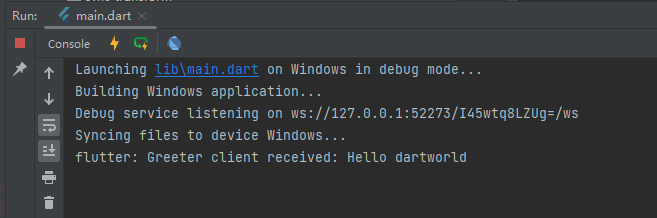 Run:
main.dart
Console
Launching lib\main.dart on Windows in debug mode...
Building Windows application...
Debug service listening on ws://127.0.0.1:52273/I45wtq8LZUg=/ws
Syncing files to device Windows...
flutter: Greeter client received: Hello dartworld